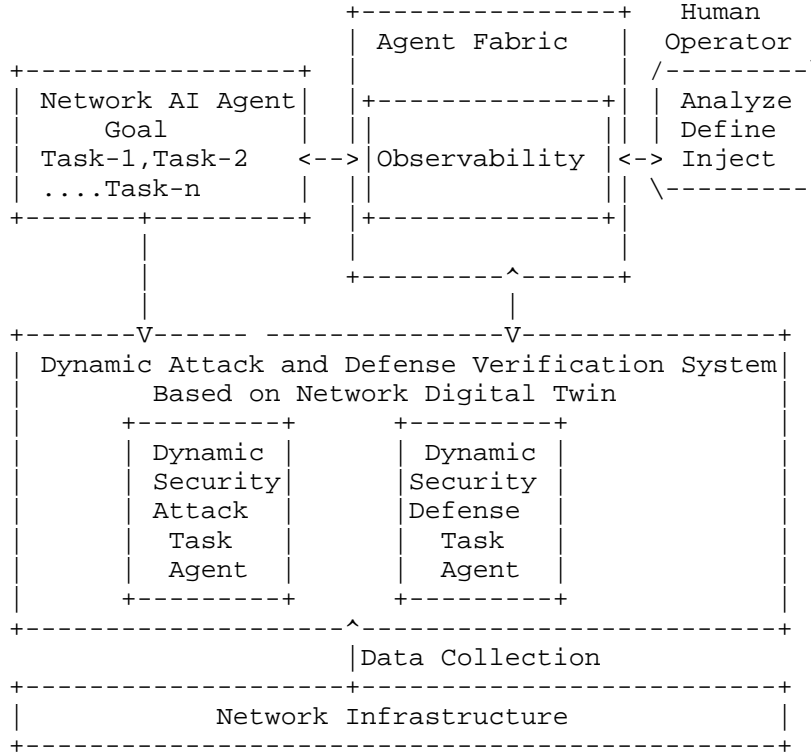 Human
Agent Fabric Operator
Network AI Agent Analyze
Goal Define
Task-1,Task-2 <--> Observability <-> Inject
....Task-n
Dynamic Attack and Defense Verification System
Based on Network Digital Twin
Dynamic Dynamic
Security Security
Attack Defense
Task Task
Agent Agent
Data Collection
Network Infrastructure